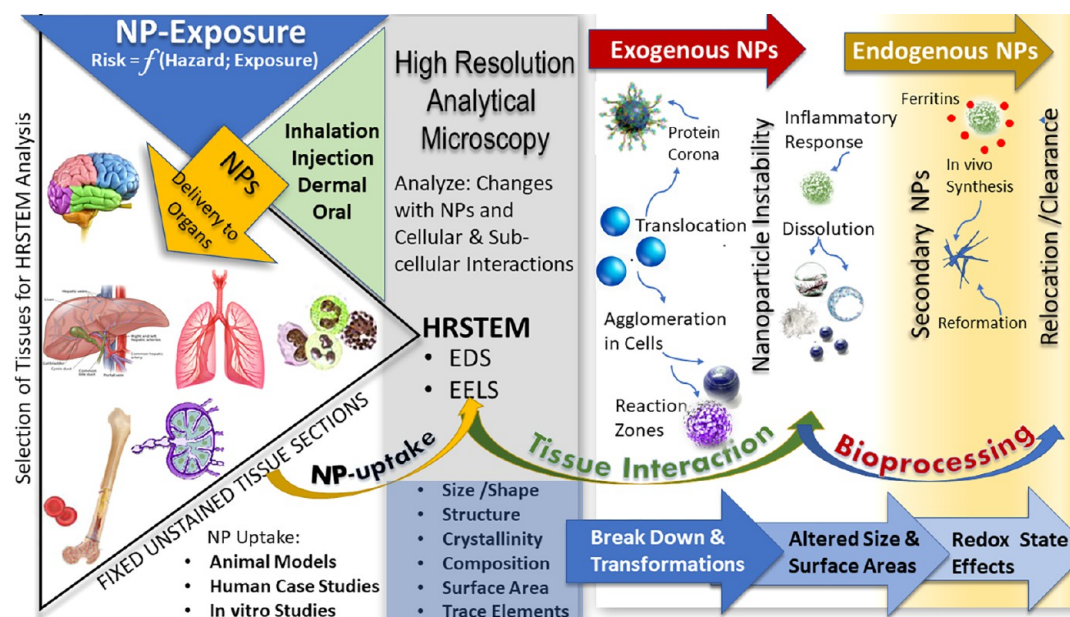 NP-Exposure
Risk = f (Hazard; Exposure)
Selection of Tissues for HRSTEM Analysis
NPs
Delivery to
Organs
Inhalation
Injection
Dermal
Oral
FIXED UNSTAINED TISSUE SECTIONS
NP Uptake:
• Animal Models
• Human Case Studies
• In vitro Studies
High Resolution
Analytical
Microscopy
Analyze: Changes
with NPs and
Cellular & Sub-
cellular Interactions
HRSTEM
• EDS
• EELS
NP-uptake
Tissue Interaction
Bioprocessing
• Size /Shape
• Structure
• Crystallinity
• Composition
• Surface Area
• Trace Elements
Exogenous NPs
Protein
Corona
Translocation
Agglomeration
in Cells
Reaction
Zones
Nanoparticle Instability
Inflammatory
Response
Dissolution
Endogenous NPs
Ferritins
In vivo
Synthesis
Reformation
Secondary NPs
Relocation /Clearance
Break Down &
Transformations
Altered Size &
Surface Areas
Redox State
Effects